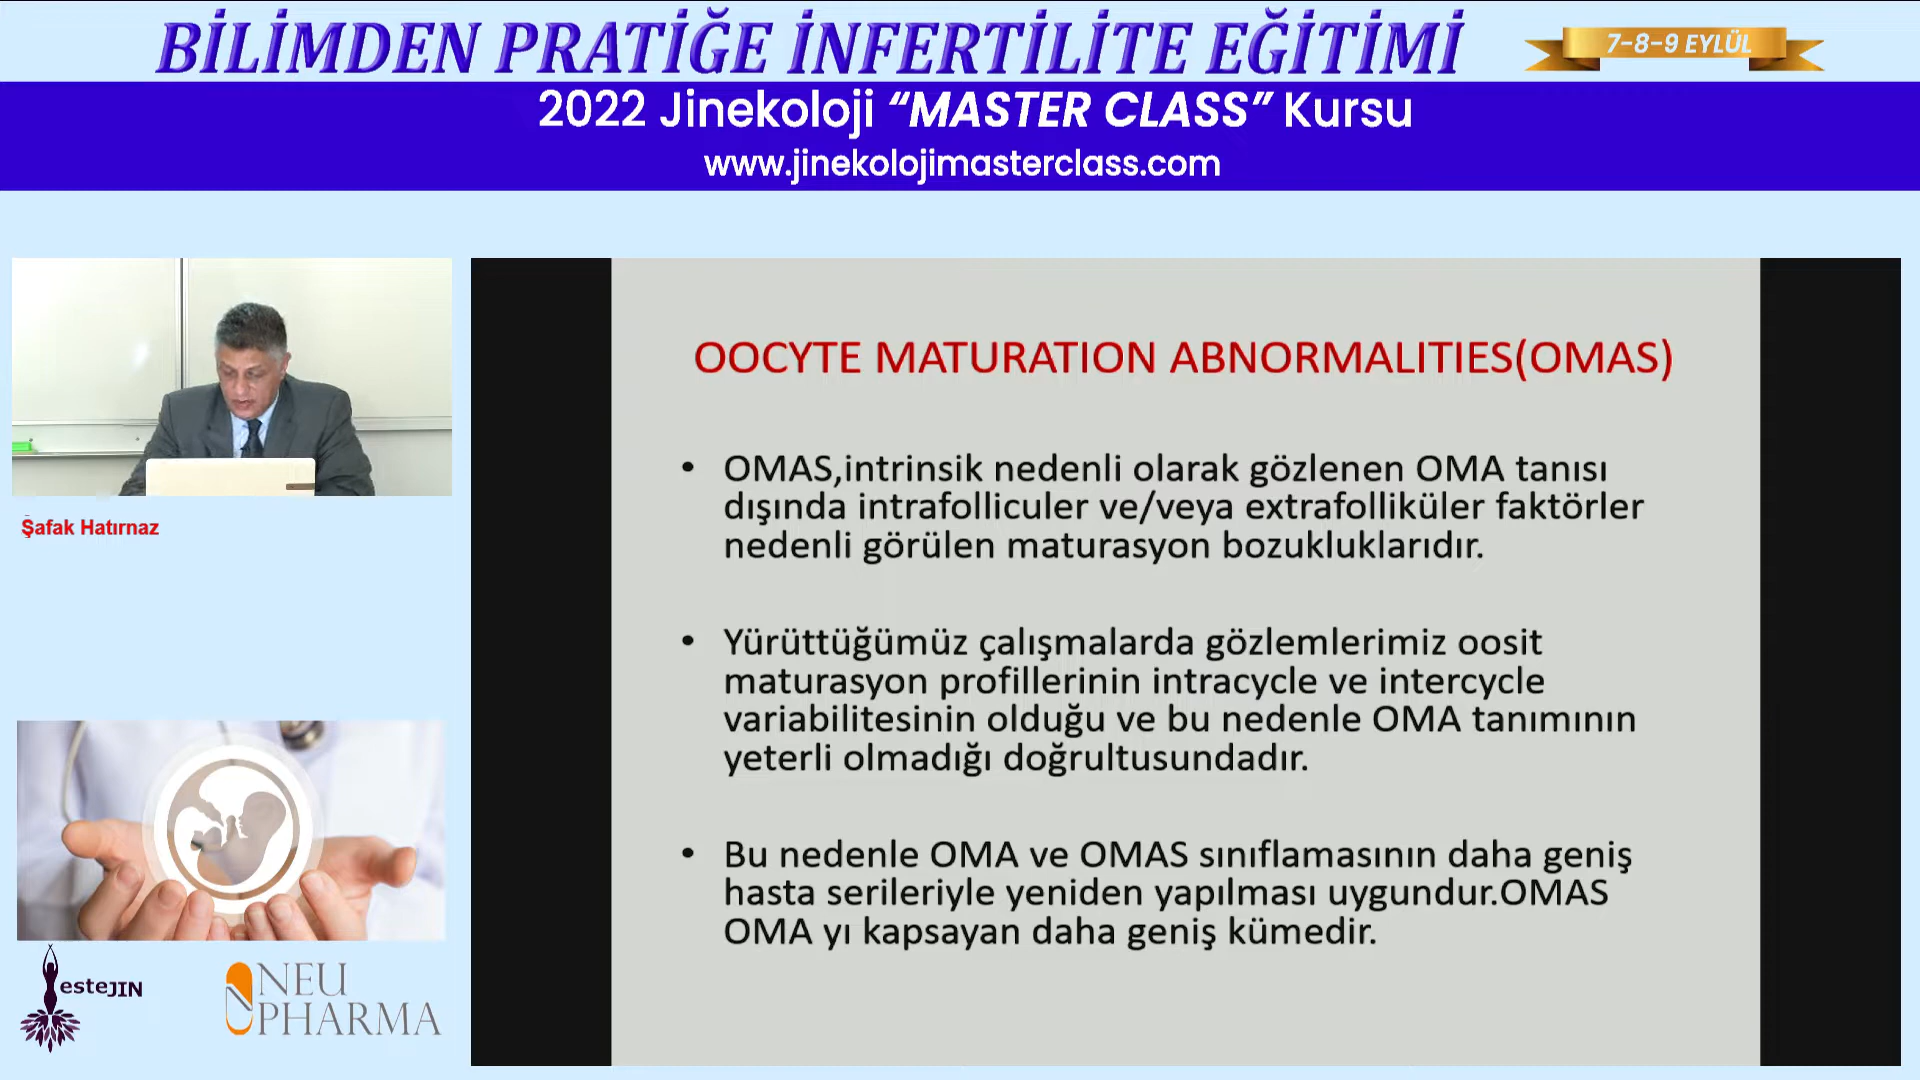 BİLİMDEN PRATİĞE İNFERTİLİTE EĞİTİMİ
7-8-9 EYLÜL
2022 Jinekoloji “MASTER CLASS” Kursu
www.jinekolojimasterclass.com
Şafak Hatırnaz
OOCYTE MATURATION ABNORMALITIES(OMAS)
• OMAS,intrinsik nedenli olarak gözlenen OMA tanısı
dışında intrafolliculer ve/veya extrafolliküler faktörler
nedenli görülen maturasyon bozukluklarıdır.
• Yürüttüğümüz çalışmalarda gözlemlerimiz oosit
maturasyon profillerinin intracycle ve intercycle
variabilitesinin olduğu ve bu nedenle OMA tanımının
yeterli olmadığı doğrultusundadır.
• Bu nedenle OMA ve OMAS sınıflamasının daha geniş
hasta serileriyle yeniden yapılması uygundur.OMAS
OMA yı kapsayan daha geniş kümedir.
esteJIN
NEU
PHARMA